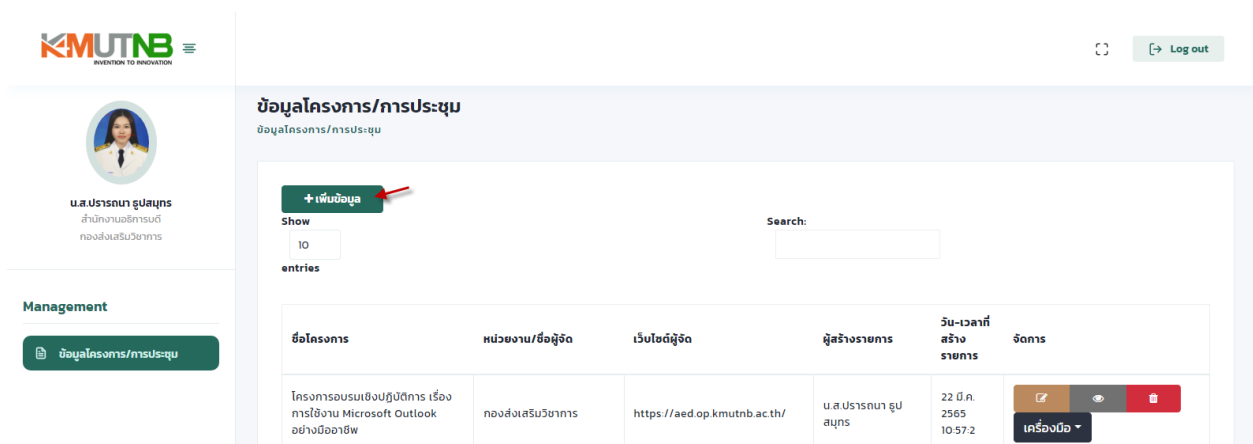 KMUTNB
INVENTION TO INNOVATION
Log out
น.ส.ปรารถนา ธูปสมุทร
สำนักงานอธิการบดี
กองส่งเสริมวิชาการ
Management
ข้อมูลโครงการ/การประชุม
ข้อมูลโครงการ/การประชุม
ข้อมูลโครงการ/การประชุม
+ เพิ่มข้อมูล
Show
10
entries
Search:
ชื่อโครงการ
หน่วยงาน/ชื่อผู้จัด
เว็บไซต์ผู้จัด
ผู้สร้างรายการ
วัน-เวลาที่
สร้าง
รายการ
จัดการ
โครงการอบรมเชิงปฏิบัติการ เรื่อง
การใช้งาน Microsoft Outlook
อย่างมืออาชีพ
กองส่งเสริมวิชาการ
https://aed.op.kmutnb.ac.th/
น.ส.ปรารถนา ธูป
สมุทร
22 มี.ค.
2565
10:57:2
เครื่องมือ